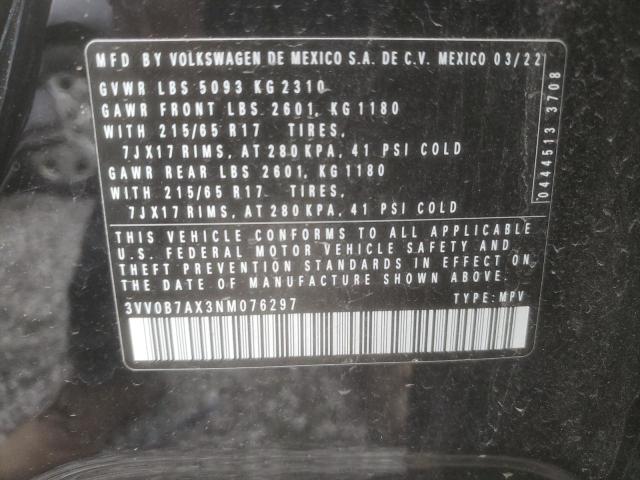 MFD BY VOLKSWAGEN DE MEXICO S.A. DE C.V. MEXICO 03/22
GVWR LBS 5093 KG 2310
GAWR FRONT LBS 2601, KG 1180
WITH 215/65 R17 TIRES,
7JX17 RIMS, AT 280 KPA, 41 PSI COLD
GAWR REAR LBS 2601, KG 1180
WITH 215/65 R17 TIRES,
7JX17 RIMS, AT 280 KPA, 41 PSI COLD
0444513 3708
THIS VEHICLE CONFORMS TO ALL APPLICABLE
U.S. FEDERAL MOTOR VEHICLE SAFETY AND
THEFT PREVENTION STANDARDS IN EFFECT ON
THE DATE OF MANUFACTURE SHOWN ABOVE.
3VV0B7AX3NM076297 TYPE: MPV